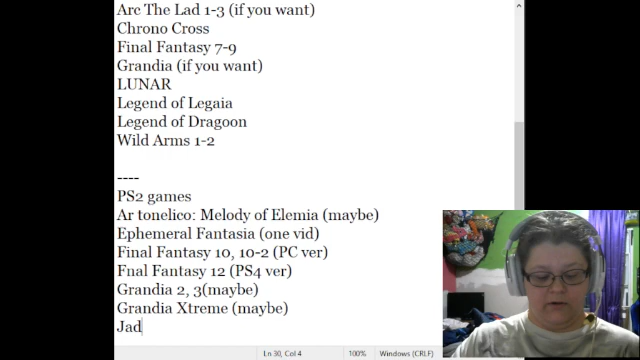 Arc The Lad 1-3 (if you want)
Chrono Cross
Final Fantasy 7-9
Grandia (if you want)
LUNAR
Legend of Legaia
Legend of Dragoon
Wild Arms 1-2
----
PS2 games
Ar tonelico: Melody of Elemia (maybe)
Ephemeral Fantasia (one vid)
Final Fantasy 10, 10-2 (PC ver)
Fnal Fantasy 12 (PS4 ver)
Grandia 2, 3(maybe)
Grandia Xtreme (maybe)
Jad
Ln 30, Col 4 100% Windows (CRLF)